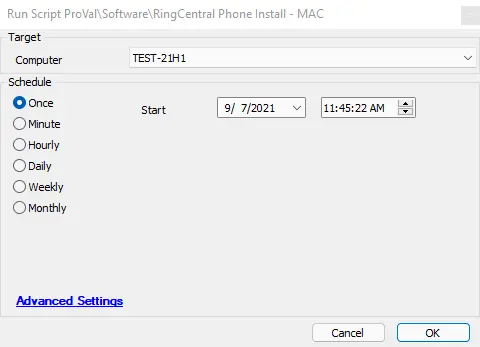 Run Script ProVal\Software\RingCentral Phone Install - MAC
Target
Computer TEST-21H1
Schedule
Once Start 9/ 7/2021 11:45:22 AM
Minute
Hourly
Daily
Weekly
Monthly
Advanced Settings
Cancel OK